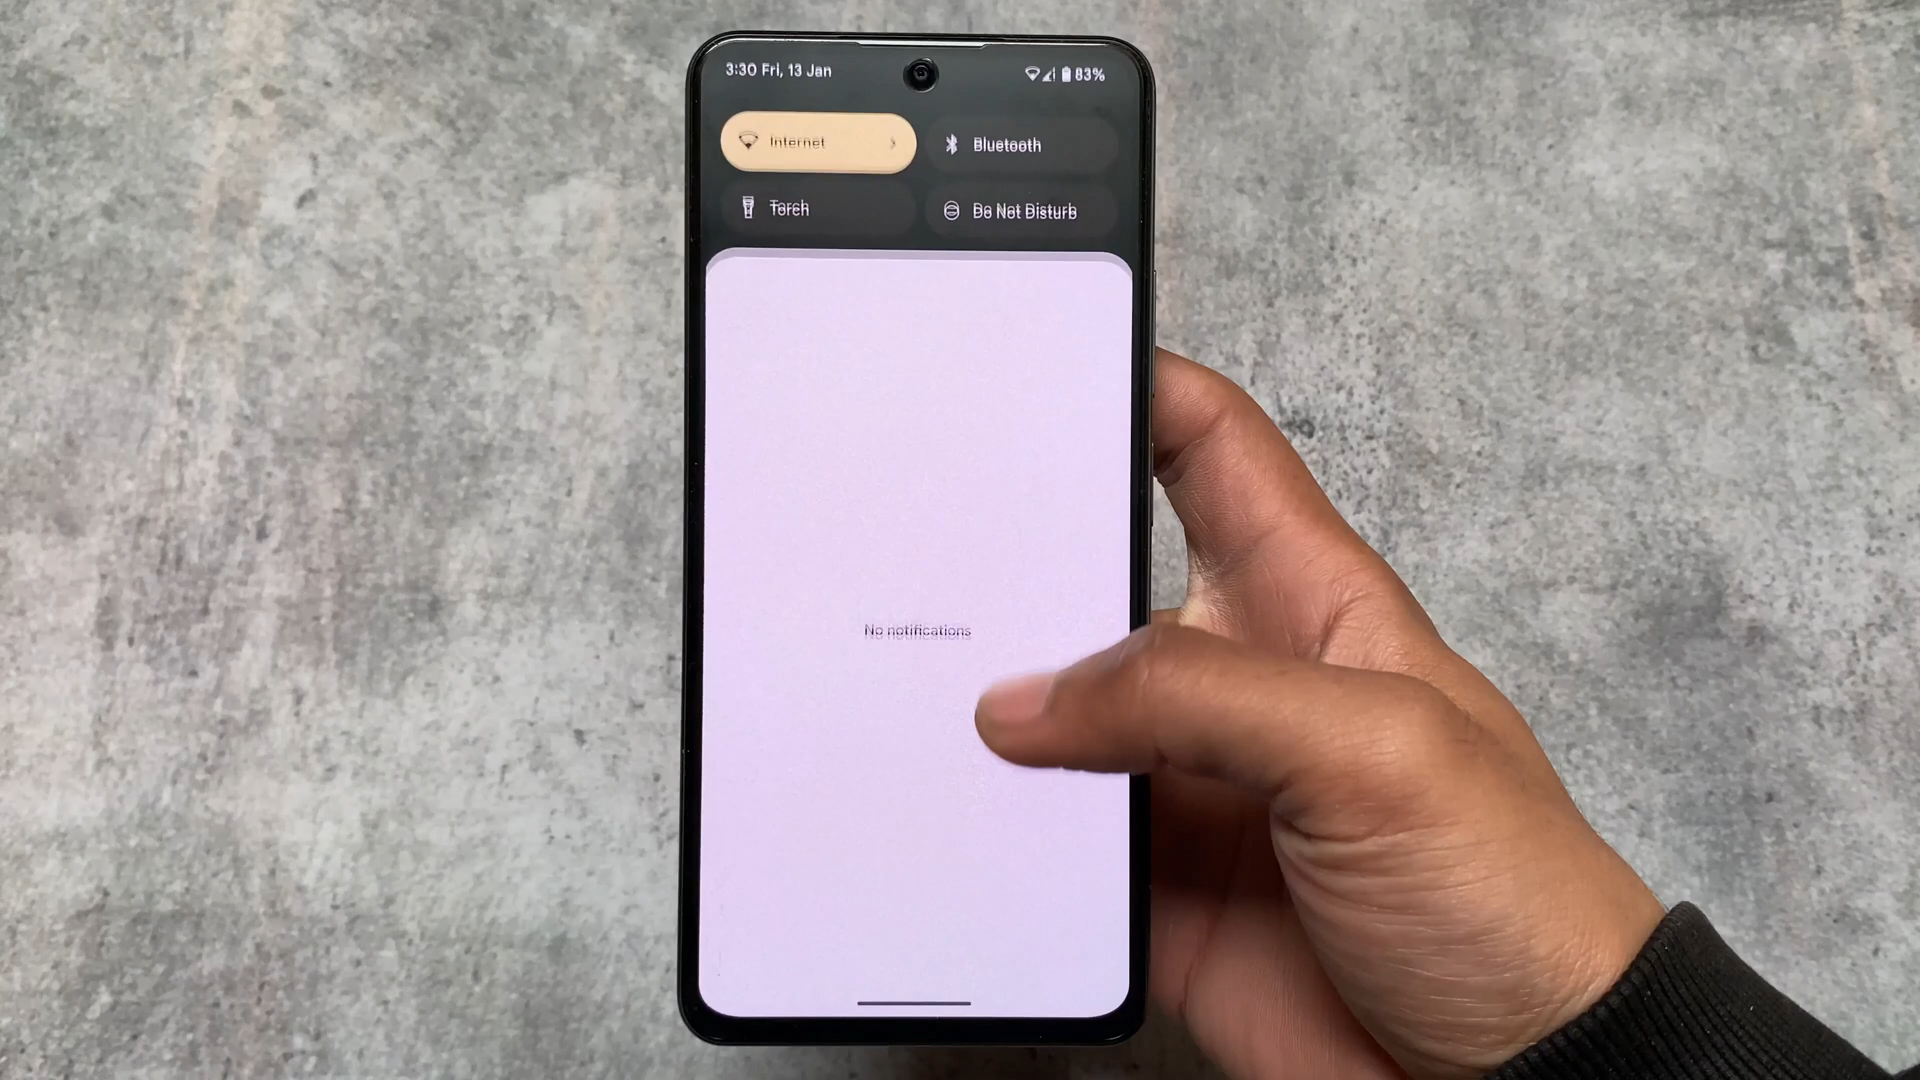 3:30 Fri, 13 Jan 83%
Internet Bluetooth
Torch Do Not Disturb
No notifications